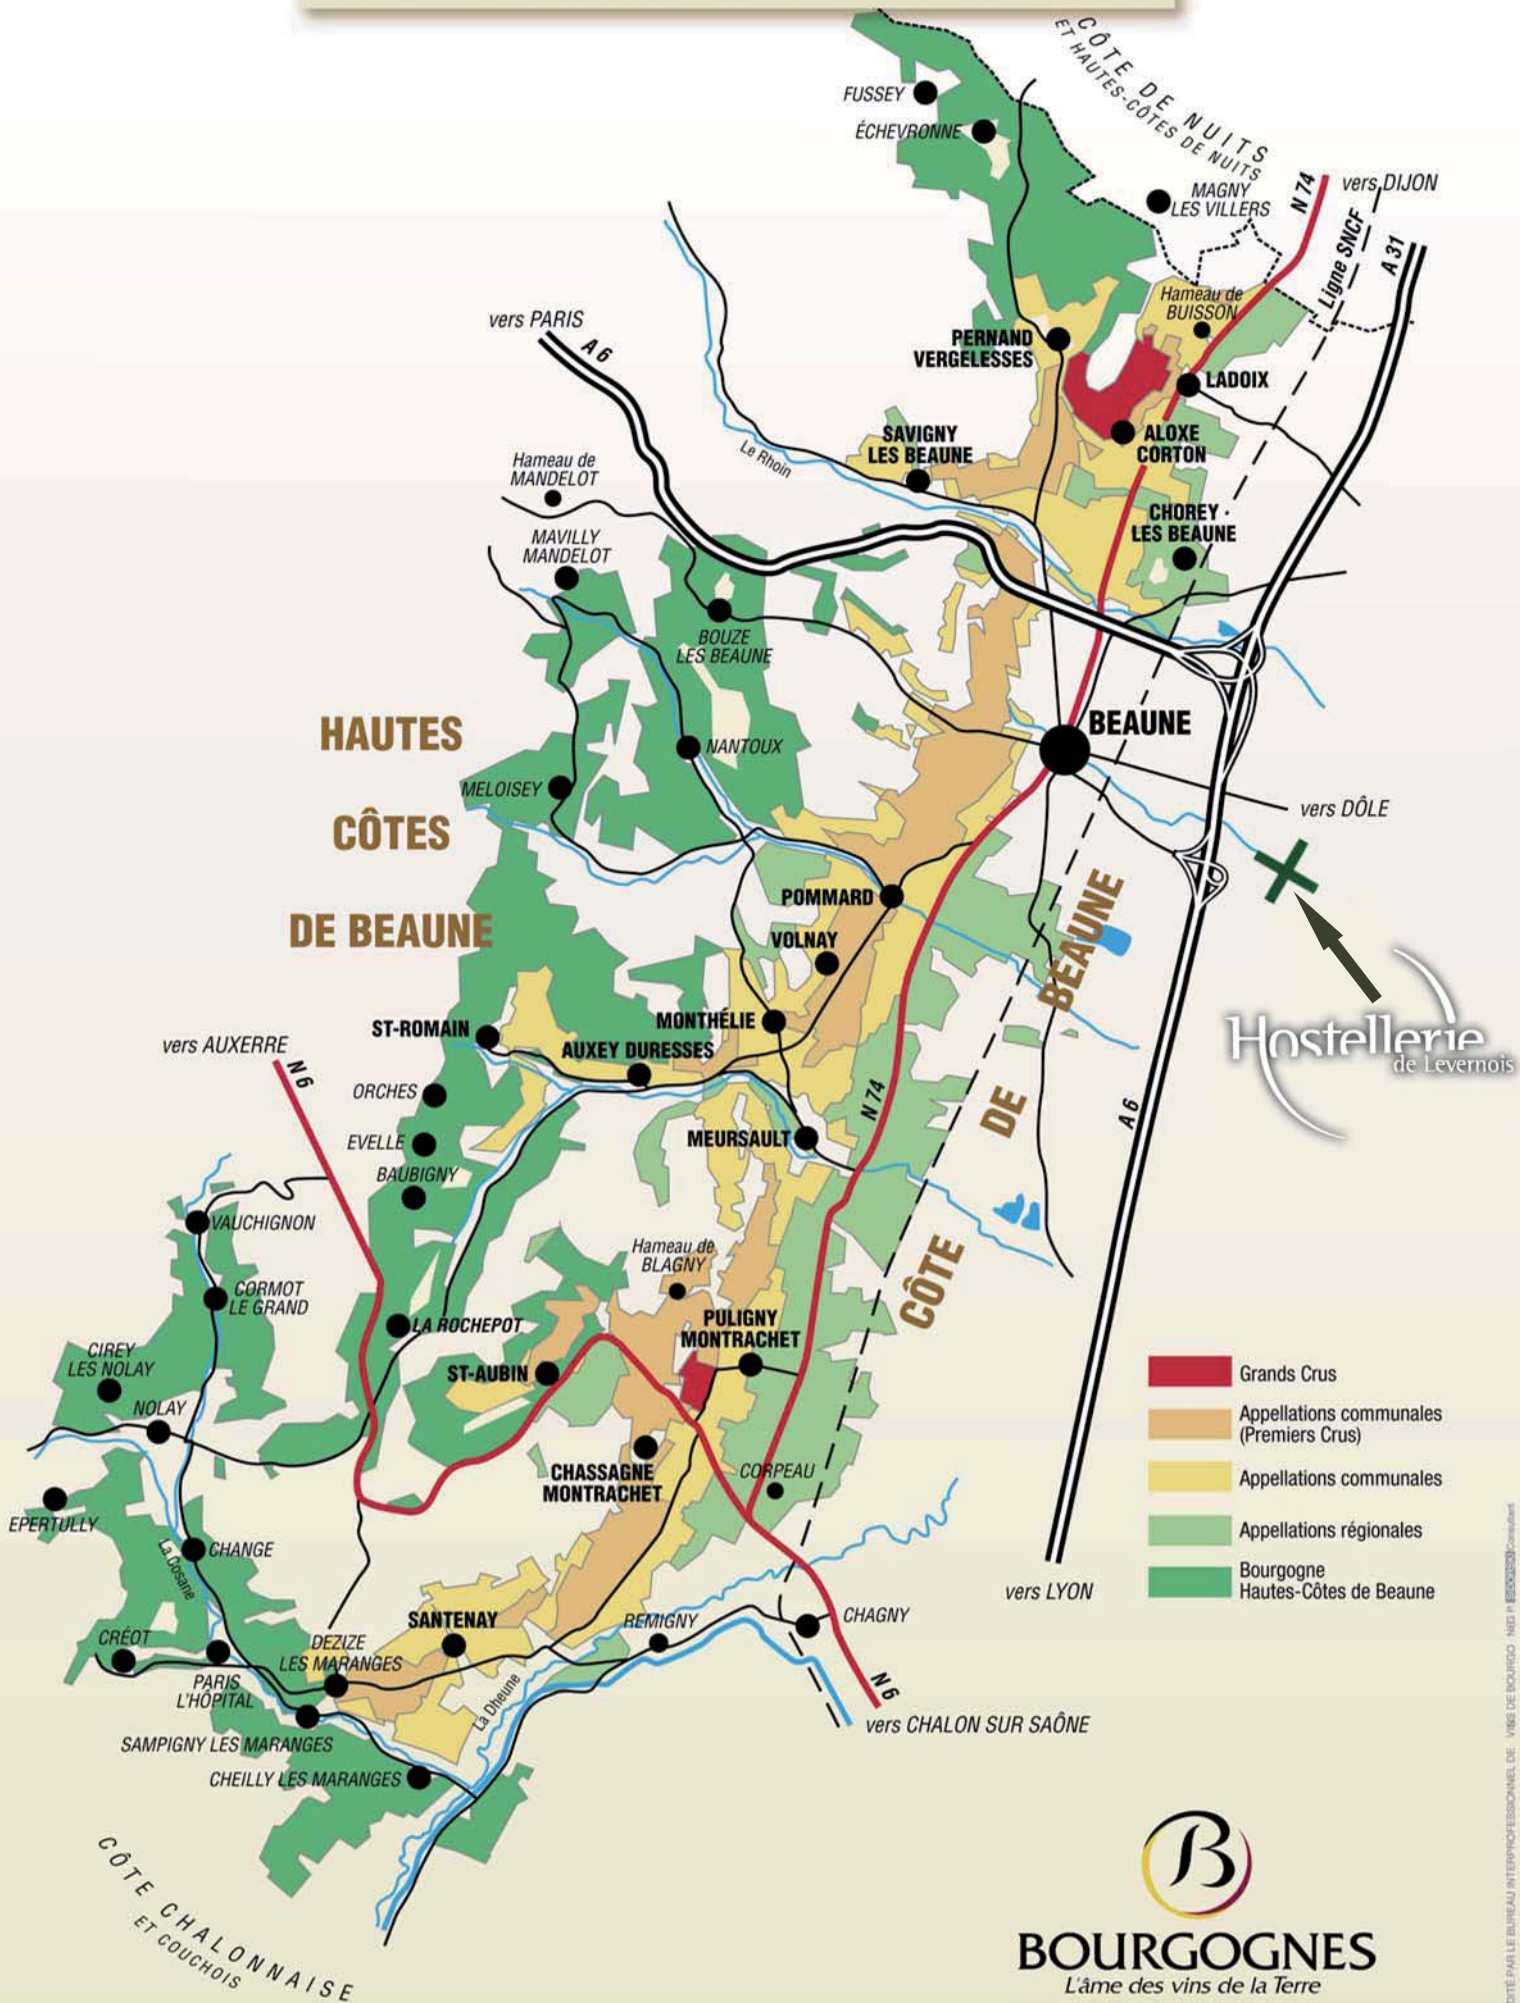 CÔTE DE NUITS
ET HAUTES-CÔTES DE NUITS
FUSSEY
ÉCHEVRONNE
MAGNY
LES VILLERS
N 74
vers DIJON
Ligne SNCF
A 31
Hameau de
BUISSON
vers PARIS
A 6
PERNAND
VERGELESSES
LADOIX
ALOXE
CORTON
SAVIGNY
LES BEAUNE
Le Rhoin
Hameau de
MANDELOT
CHOREY
LES BEAUNE
MAVILLY
MANDELOT
BOUZE
LES BEAUNE
HAUTES
CÔTES
DE BEAUNE
NANTOUX
BEAUNE
MELOISEY
vers DÔLE
POMMARD
VOLNAY
CÔTE DE BEAUNE
Hostellerie
de Levernois
ST-ROMAIN
MONTHÉLIE
AUXEY DURESSES
vers AUXERRE
N 6
ORCHES
EVELLE
BAUBIGNY
N 74
A 6
MEURSAULT
VAUCHIGNON
Hameau de
BLAGNY
CORMOT
LE GRAND
LA ROCHEPOT
PULIGNY
MONTRACHET
CIREY
LES NOLAY
ST-AUBIN
NOLAY
Grands Crus
Appellations communales
(Premiers Crus)
Appellations communales
Appellations régionales
Bourgogne
Hautes-Côtes de Beaune
CHASSAGNE
MONTRACHET
CORPEAU
EPERTULLY
CHANGE
La Cosane
vers LYON
SANTENAY
REMIGNY
CHAGNY
CRÉOT
DEZIZE
LES MARANGES
PARIS
L'HÔPITAL
La Dheune
N 6
SAMPIGNY LES MARANGES
vers CHALON SUR SAÔNE
CHEILLY LES MARANGES
CÔTE CHALONNAISE
ET COUCHOIS
B
BOURGOGNES
L'âme des vins de la Terre
PAR LE BUREAU INTERPROFESSIONNEL DE